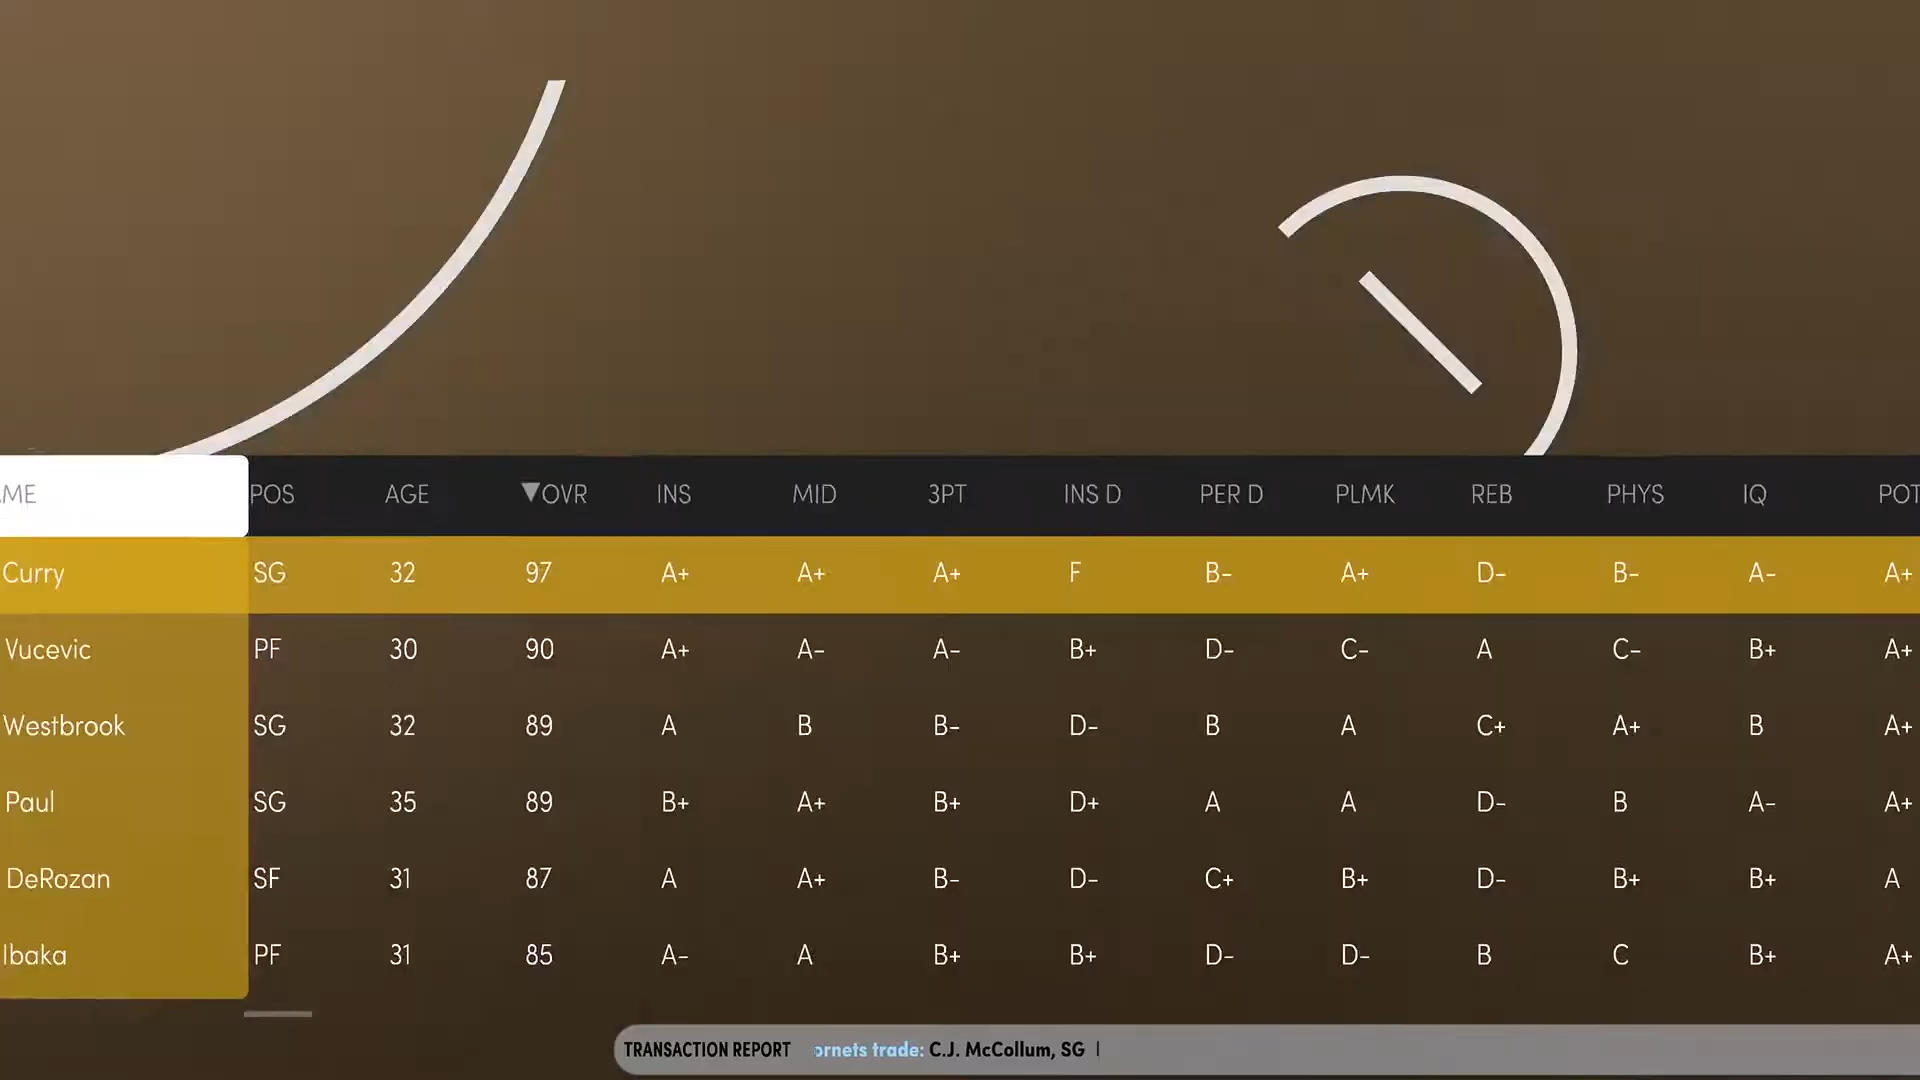 ME POS AGE ▼OVR INS MID 3PT INS D PER D PLMK REB PHYS IQ POT
Curry SG 32 97 A+ A+ A+ F B- A+ D- B- A- A+
Vucevic PF 30 90 A+ A- A- B+ D- C- A C- B+ A+
Westbrook SG 32 89 A B B- D- B A C+ A+ B A+
Paul SG 35 89 B+ A+ B+ D+ A A D- B A- A+
DeRozan SF 31 87 A A+ B- D- C+ B+ D- B+ B+ A
Ibaka PF 31 85 A- A B+ B+ D- D- B C B+ A+
TRANSACTION REPORT ornets trade: C.J. McCollum, SG |